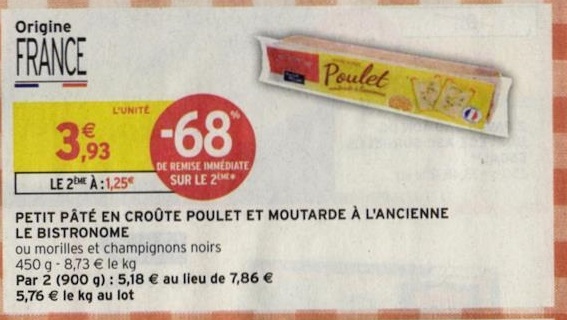 Origine
FRANCE
L'UNITÉ
3€,93
-68%
DE REMISE IMMÉDIATE
SUR LE 2ÈME
LE 2ÈME À : 1,25€
Poulet
PETIT PÂTÉ EN CROÛTE POULET ET MOUTARDE À L'ANCIENNE
LE BISTRONOME
ou morilles et champignons noirs
450 g - 8,73 € le kg
Par 2 (900 g) : 5,18 € au lieu de 7,86 €
5,76 € le kg au lot